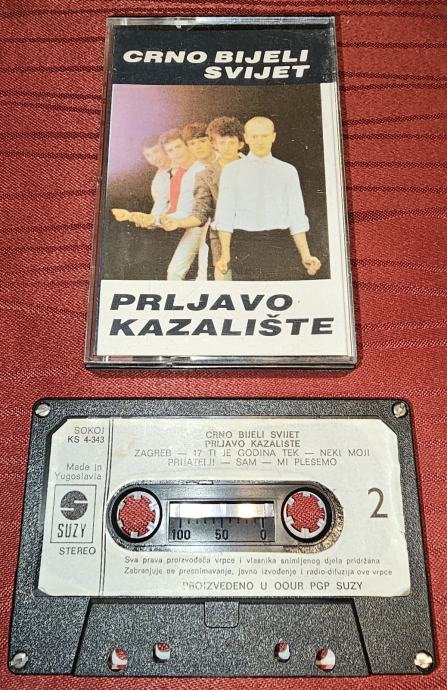 CRNO BIJELI
SVIJET
PRLJAVO
KAZALIŠTE
SOKOJ
KS 4-343
CRNO BIJELI SVIJET
PRLJAVO KAZALIŠTE
ZAGREB — 17 TI JE GODINA TEK — NEKI MOJI
PRIJATELJI — SAM — MI PLEŠEMO
Made in
Yugoslavia
SUZY
STEREO
2
100 50 0
Sva prava proizvođača vrpce i vlasnika snimljenog djela pridržana
Zabranjuje se presnimavanje, javno izvođenje i radio-difuzija ove vrpce
PROIZVEDENO U OOUR PGP SUZY